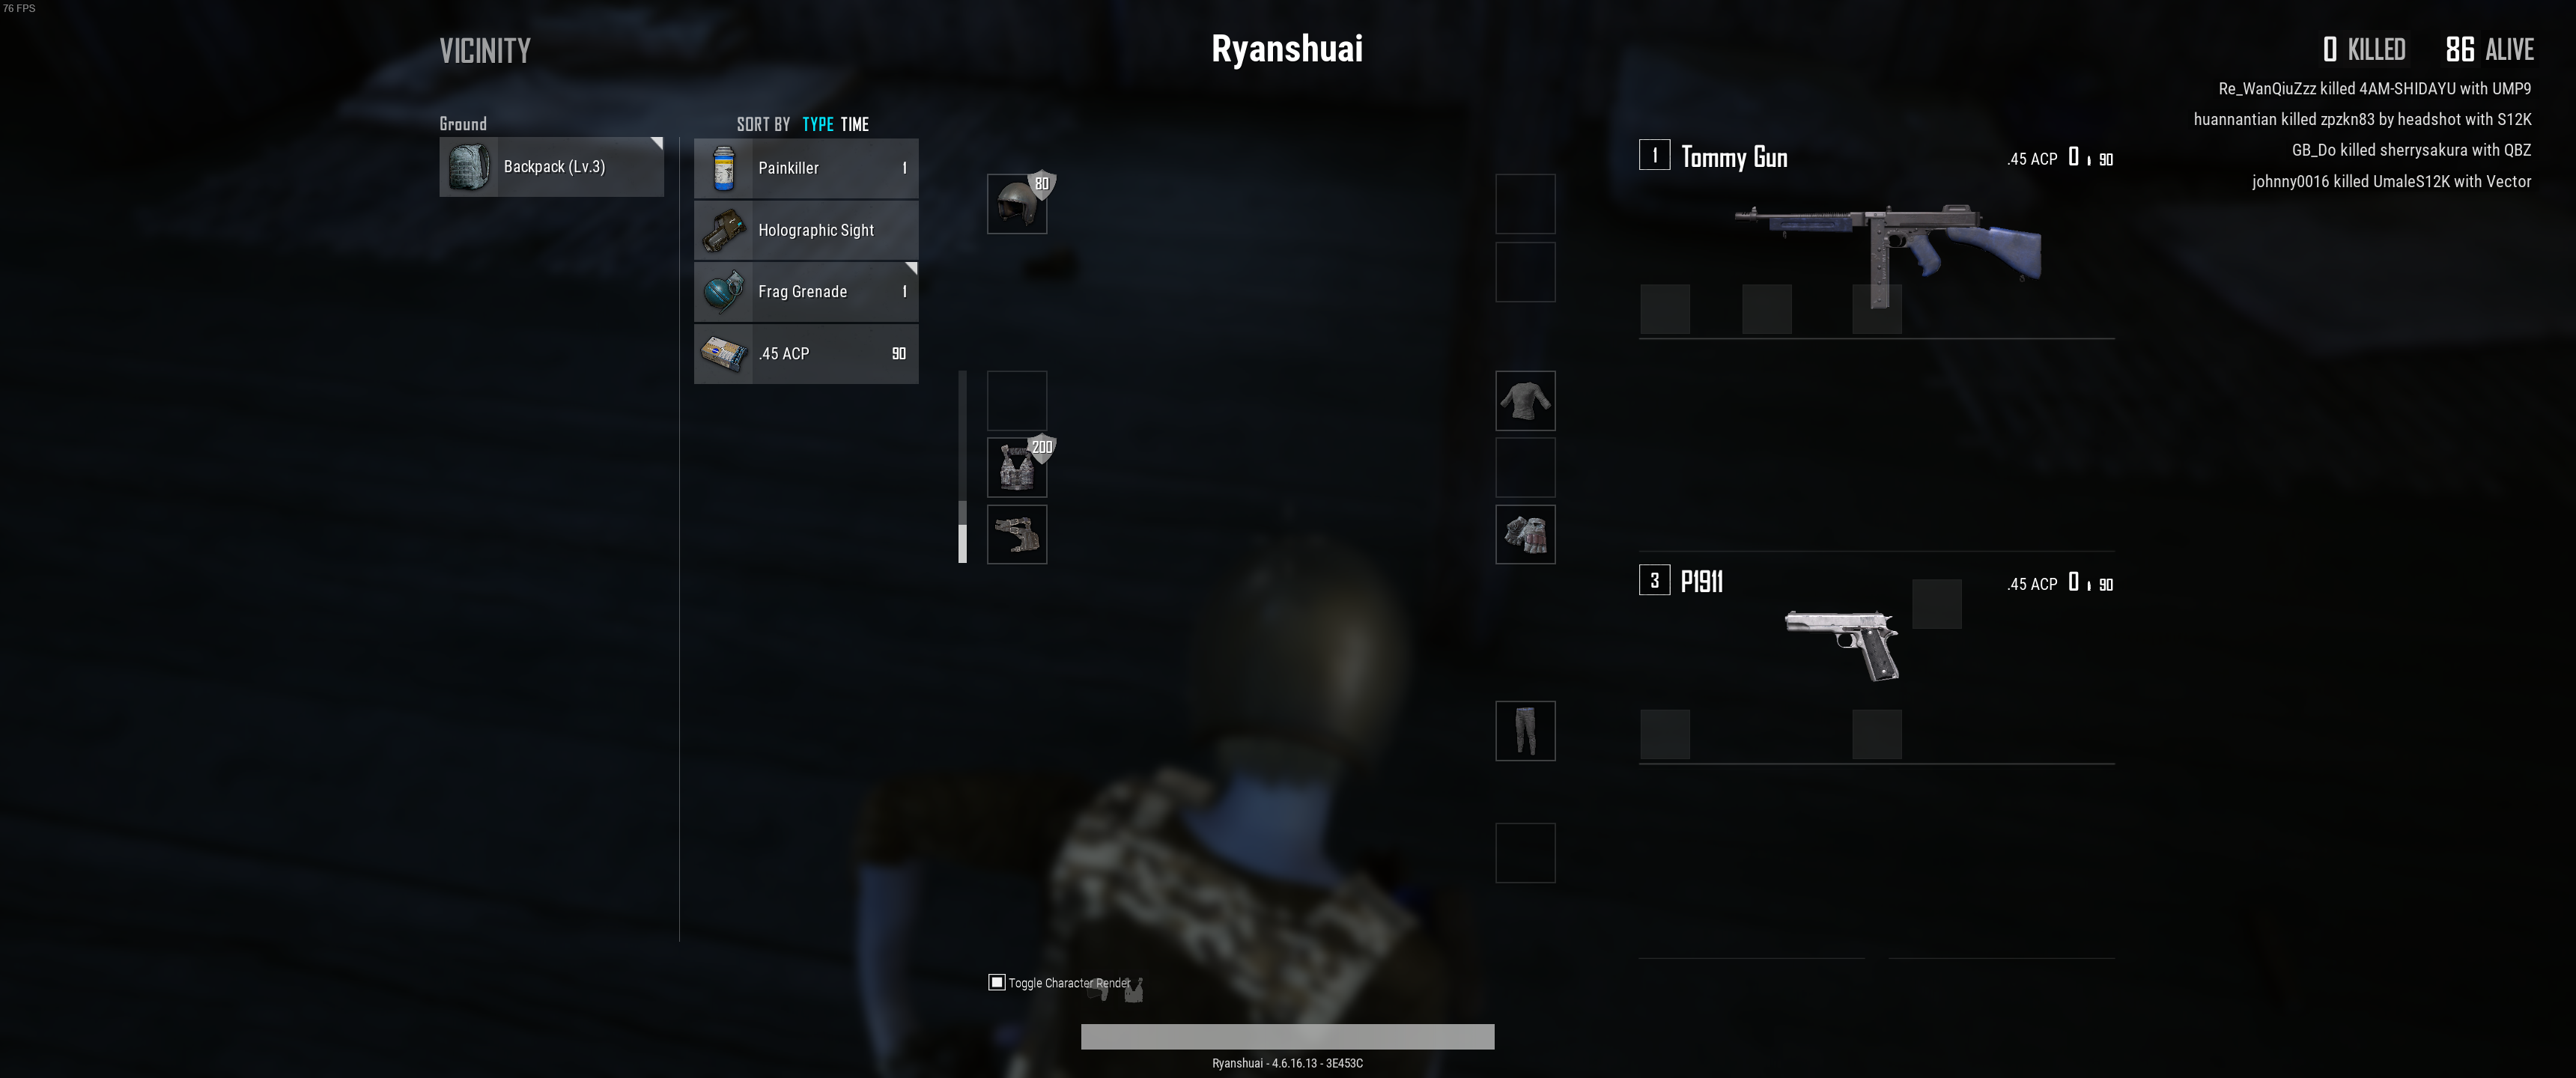 76 FPS
VICINITY
Ryanshuai
0 KILLED 86 ALIVE
Re_WanQiuZzz killed 4AM-SHIDAYU with UMP9
huannantian killed zpzkn83 by headshot with S12K
GB_Do killed sherrysakura with QBZ
johnny0016 killed UmaleS12K with Vector
Ground
SORT BY TYPE TIME
Backpack (Lv.3)
Painkiller 1
Holographic Sight
Frag Grenade 1
.45 ACP 90
80
200
1 Tommy Gun .45 ACP 0 90
3 P1911 .45 ACP 0 90
Toggle Character Render
Ryanshuai - 4.6.16.13 - 3E453C